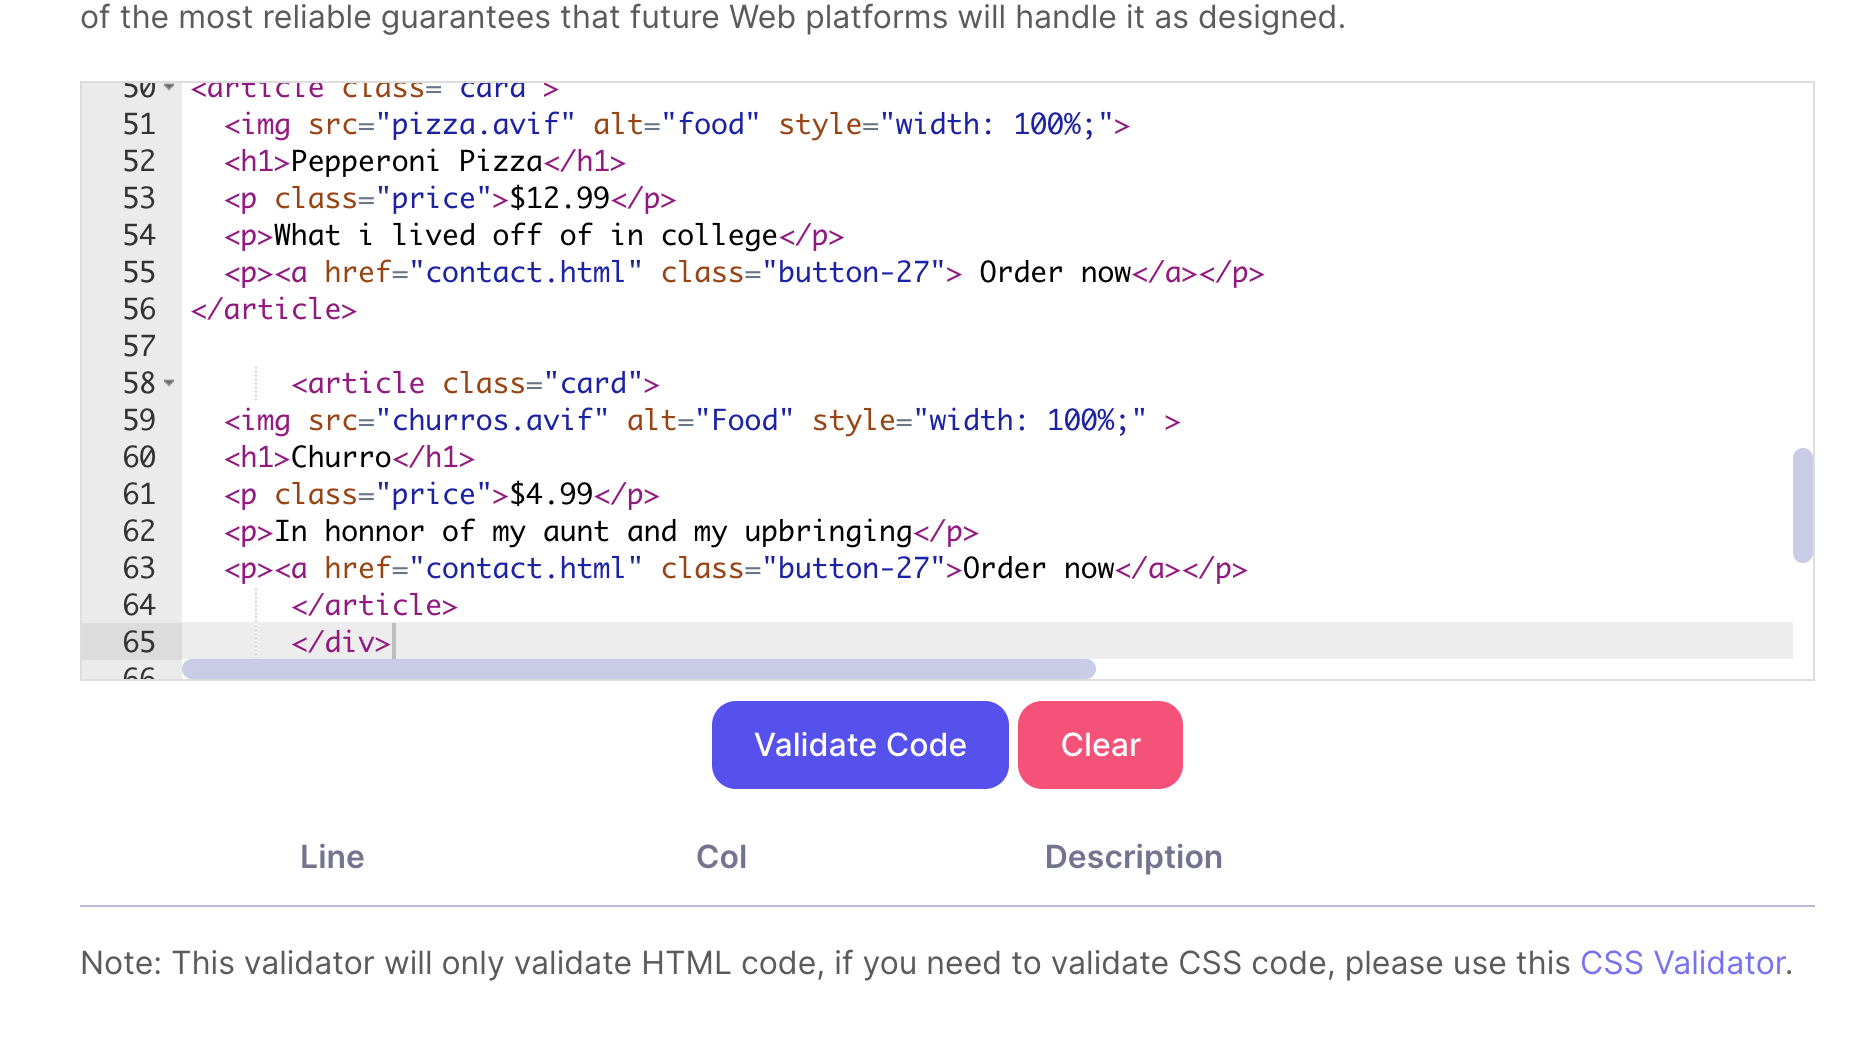 of the most reliable guarantees that future Web platforms will handle it as designed.
50 <article class="card">
51 <img src="pizza.avif" alt="food" style="width: 100%;">
52 <h1>Pepperoni Pizza</h1>
53 <p class="price">$12.99</p>
54 <p>What i lived off of in college</p>
55 <p><a href="contact.html" class="button-27"> Order now</a></p>
56 </article>
57
58 <article class="card">
59 <img src="churros.avif" alt="Food" style="width: 100%;" >
60 <h1>Churro</h1>
61 <p class="price">$4.99</p>
62 <p>In honnor of my aunt and my upbringing</p>
63 <p><a href="contact.html" class="button-27">Order now</a></p>
64 </article>
65 </div>
66
Validate Code Clear
Line Col Description
Note: This validator will only validate HTML code, if you need to validate CSS code, please use this CSS Validator.